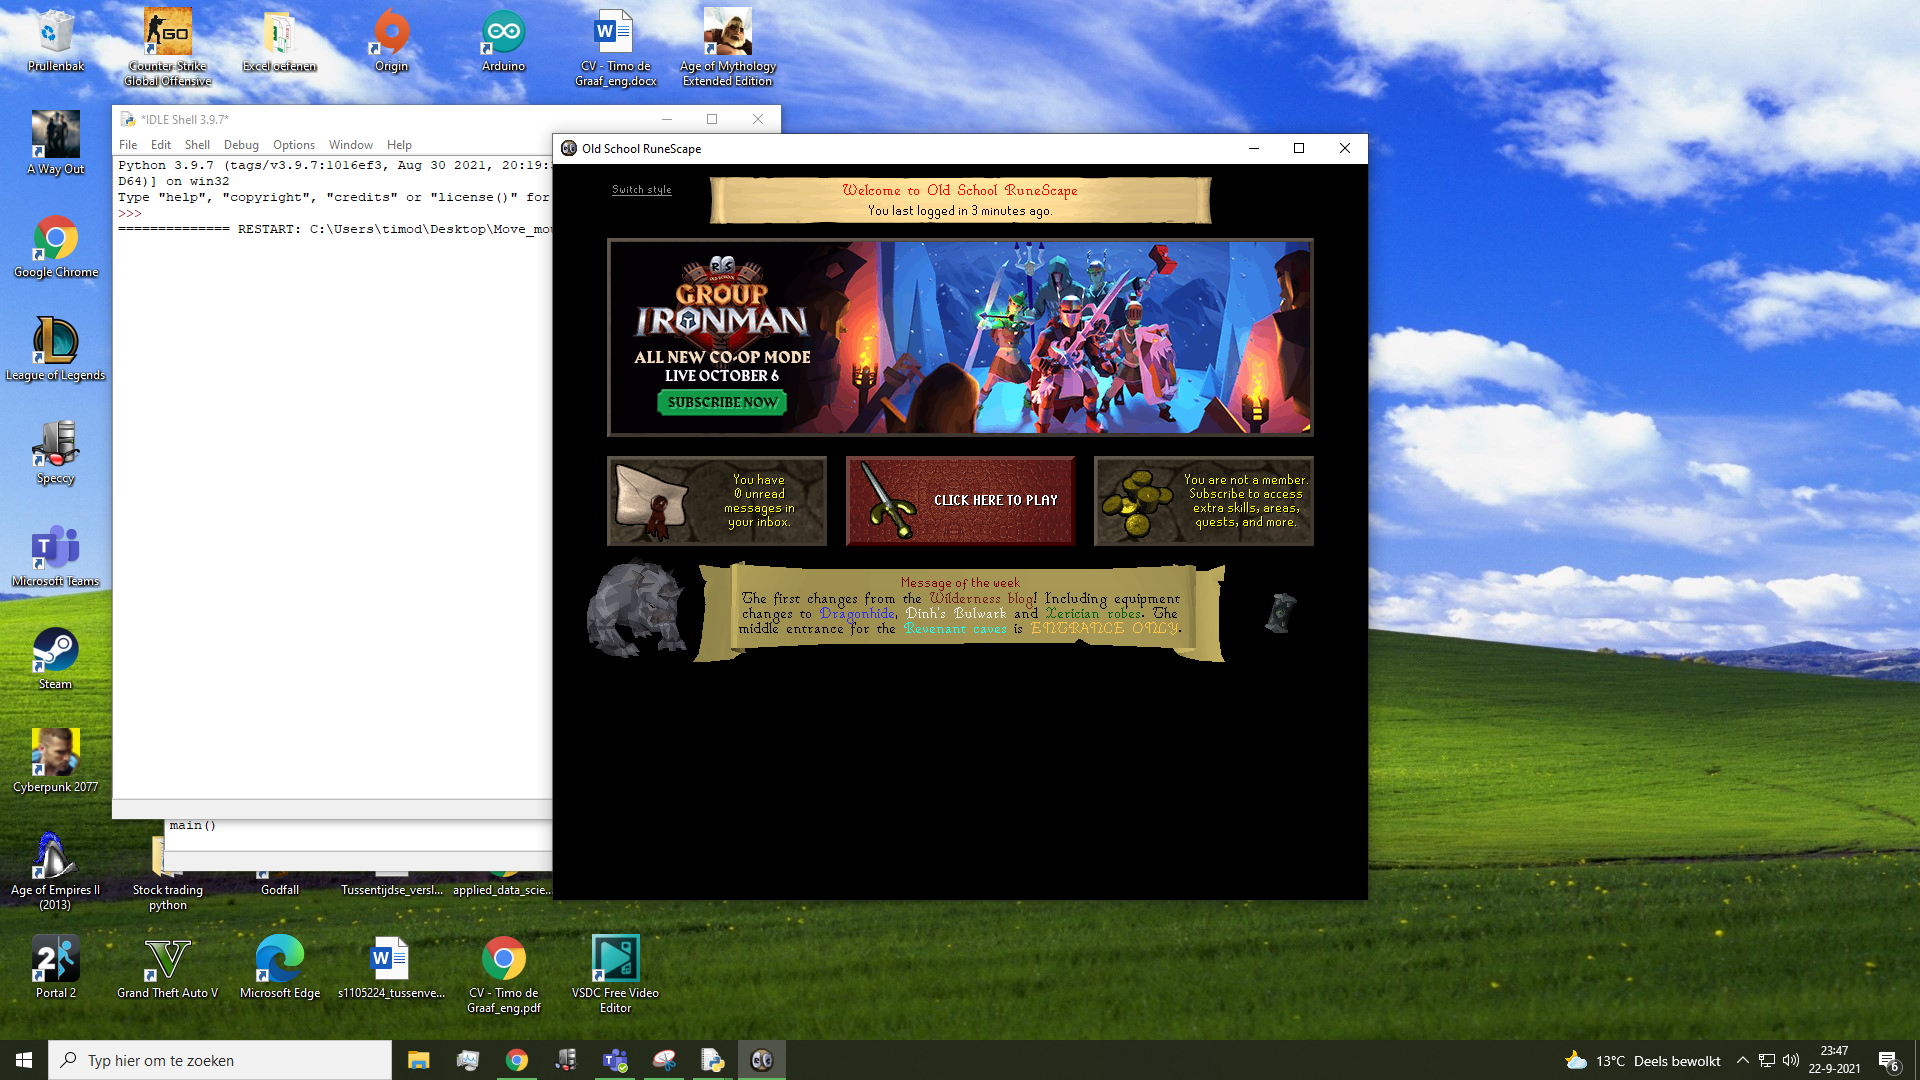 Prullenbak
Counter-Strike
Global Offensive
Excel oefenen
Origin
Arduino
CV - Timo de
Graaf_eng.docx
Age of Mythology
Extended Edition
A Way Out
Google Chrome
League of Legends
Speccy
Microsoft Teams
Steam
Cyberpunk 2077
Age of Empires II
(2013)
Stock trading
python
Godfall
Tussentijdse_versl...
applied_data_scie...
Portal 2
Grand Theft Auto V
Microsoft Edge
s1105224_tussenve...
CV - Timo de
Graaf_eng.pdf
VSDC Free Video
Editor
*IDLE Shell 3.9.7*
File Edit Shell Debug Options Window Help
Python 3.9.7 (tags/v3.9.7:1016ef3, Aug 30 2021, 20:19:
D64)] on win32
Type "help", "copyright", "credits" or "license()" for
>>>
============== RESTART: C:\Users\timod\Desktop\Move_mou
main()
Old School RuneScape
Switch style
Welcome to Old School RuneScape
You last logged in 3 minutes ago.
RS
OLD SCHOOL
GROUP
IRONMAN
ALL NEW CO-OP MODE
LIVE OCTOBER 6
SUBSCRIBE NOW
You have
0 unread
messages in
your inbox.
CLICK HERE TO PLAY
You are not a member.
Subscribe to access
extra skills, areas,
quests, and more.
Message of the week
The first changes from the Wilderness blog! Including equipment
changes to Dragonhide, Dinh's Bulwark and Xerician robes. The
middle entrance for the Revenant caves is ENTRANCE ONLY.
Typ hier om te zoeken
13°C Deels bewolkt
23:47
22-9-2021
6